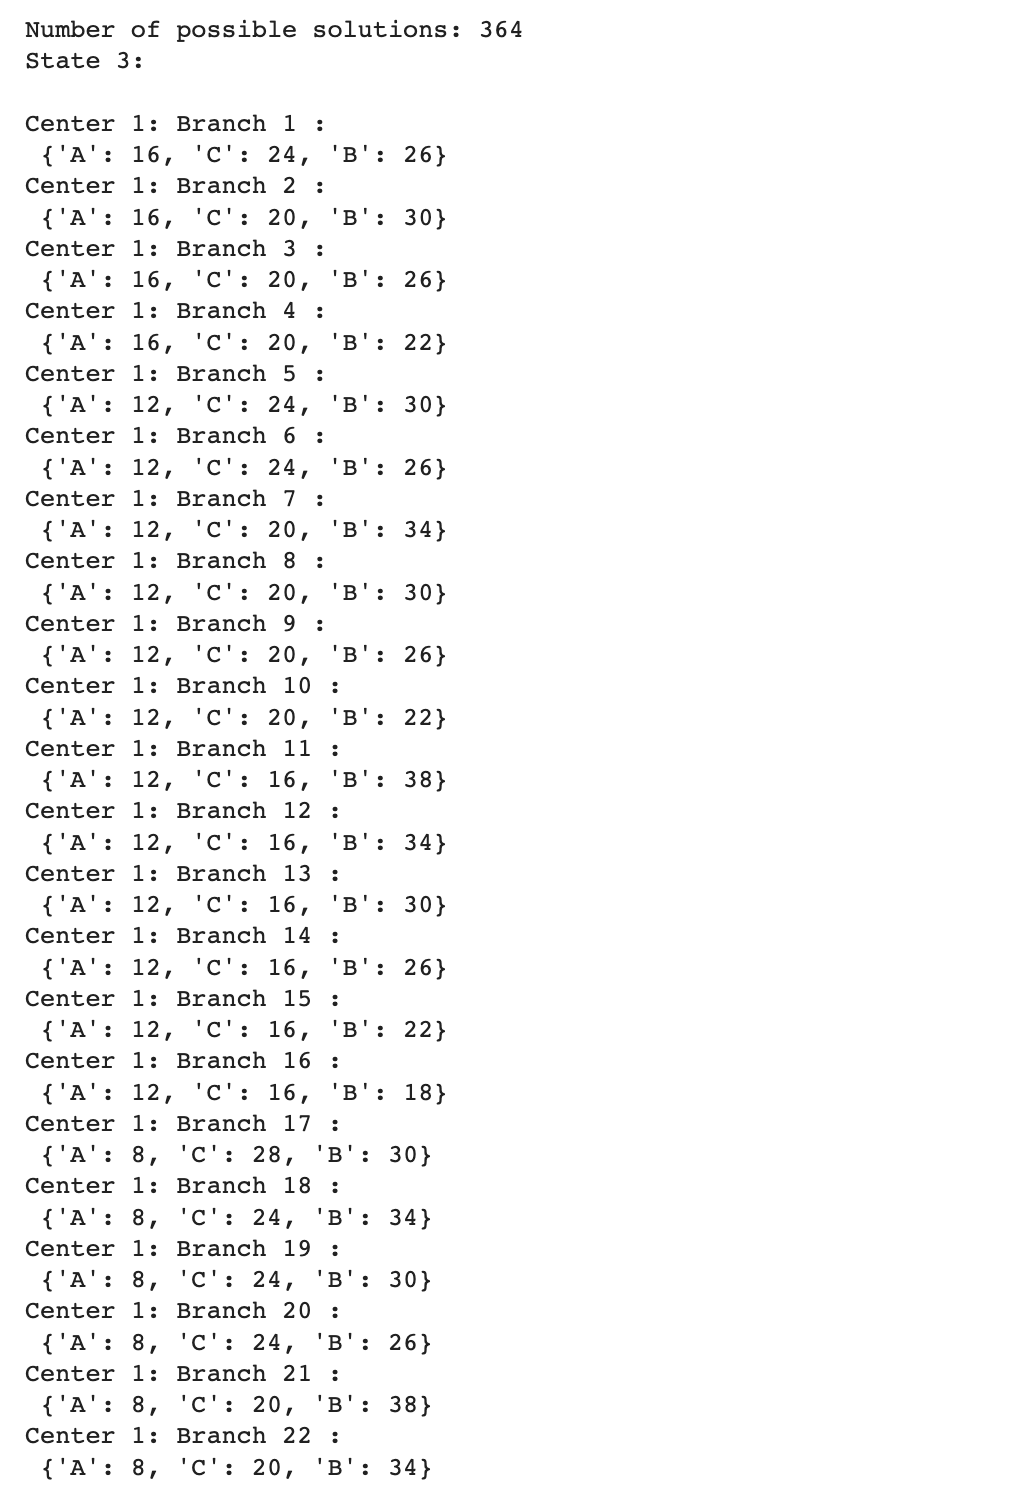 Number of possible solutions: 364
State 3:
Center 1: Branch 1 :
{'A': 16, 'C': 24, 'B': 26}
Center 1: Branch 2 :
{'A': 16, 'C': 20, 'B': 30}
Center 1: Branch 3 :
{'A': 16, 'C': 20, 'B': 26}
Center 1: Branch 4 :
{'A': 16, 'C': 20, 'B': 22}
Center 1: Branch 5 :
{'A': 12, 'C': 24, 'B': 30}
Center 1: Branch 6 :
{'A': 12, 'C': 24, 'B': 26}
Center 1: Branch 7 :
{'A': 12, 'C': 20, 'B': 34}
Center 1: Branch 8 :
{'A': 12, 'C': 20, 'B': 30}
Center 1: Branch 9 :
{'A': 12, 'C': 20, 'B': 26}
Center 1: Branch 10 :
{'A': 12, 'C': 20, 'B': 22}
Center 1: Branch 11 :
{'A': 12, 'C': 16, 'B': 38}
Center 1: Branch 12 :
{'A': 12, 'C': 16, 'B': 34}
Center 1: Branch 13 :
{'A': 12, 'C': 16, 'B': 30}
Center 1: Branch 14 :
{'A': 12, 'C': 16, 'B': 26}
Center 1: Branch 15 :
{'A': 12, 'C': 16, 'B': 22}
Center 1: Branch 16 :
{'A': 12, 'C': 16, 'B': 18}
Center 1: Branch 17 :
{'A': 8, 'C': 28, 'B': 30}
Center 1: Branch 18 :
{'A': 8, 'C': 24, 'B': 34}
Center 1: Branch 19 :
{'A': 8, 'C': 24, 'B': 30}
Center 1: Branch 20 :
{'A': 8, 'C': 24, 'B': 26}
Center 1: Branch 21 :
{'A': 8, 'C': 20, 'B': 38}
Center 1: Branch 22 :
{'A': 8, 'C': 20, 'B': 34}